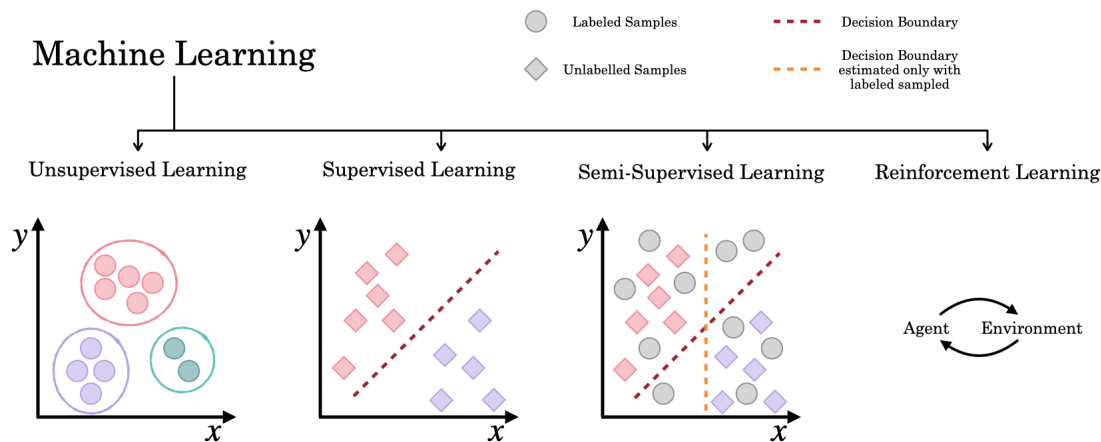 Machine Learning
Labeled Samples
Unlabelled Samples
Decision Boundary
Decision Boundary
estimated only with
labeled sampled
Unsupervised Learning
Supervised Learning
Semi-Supervised Learning
Reinforcement Learning
y
x
y
x
y
x
Agent
Environment